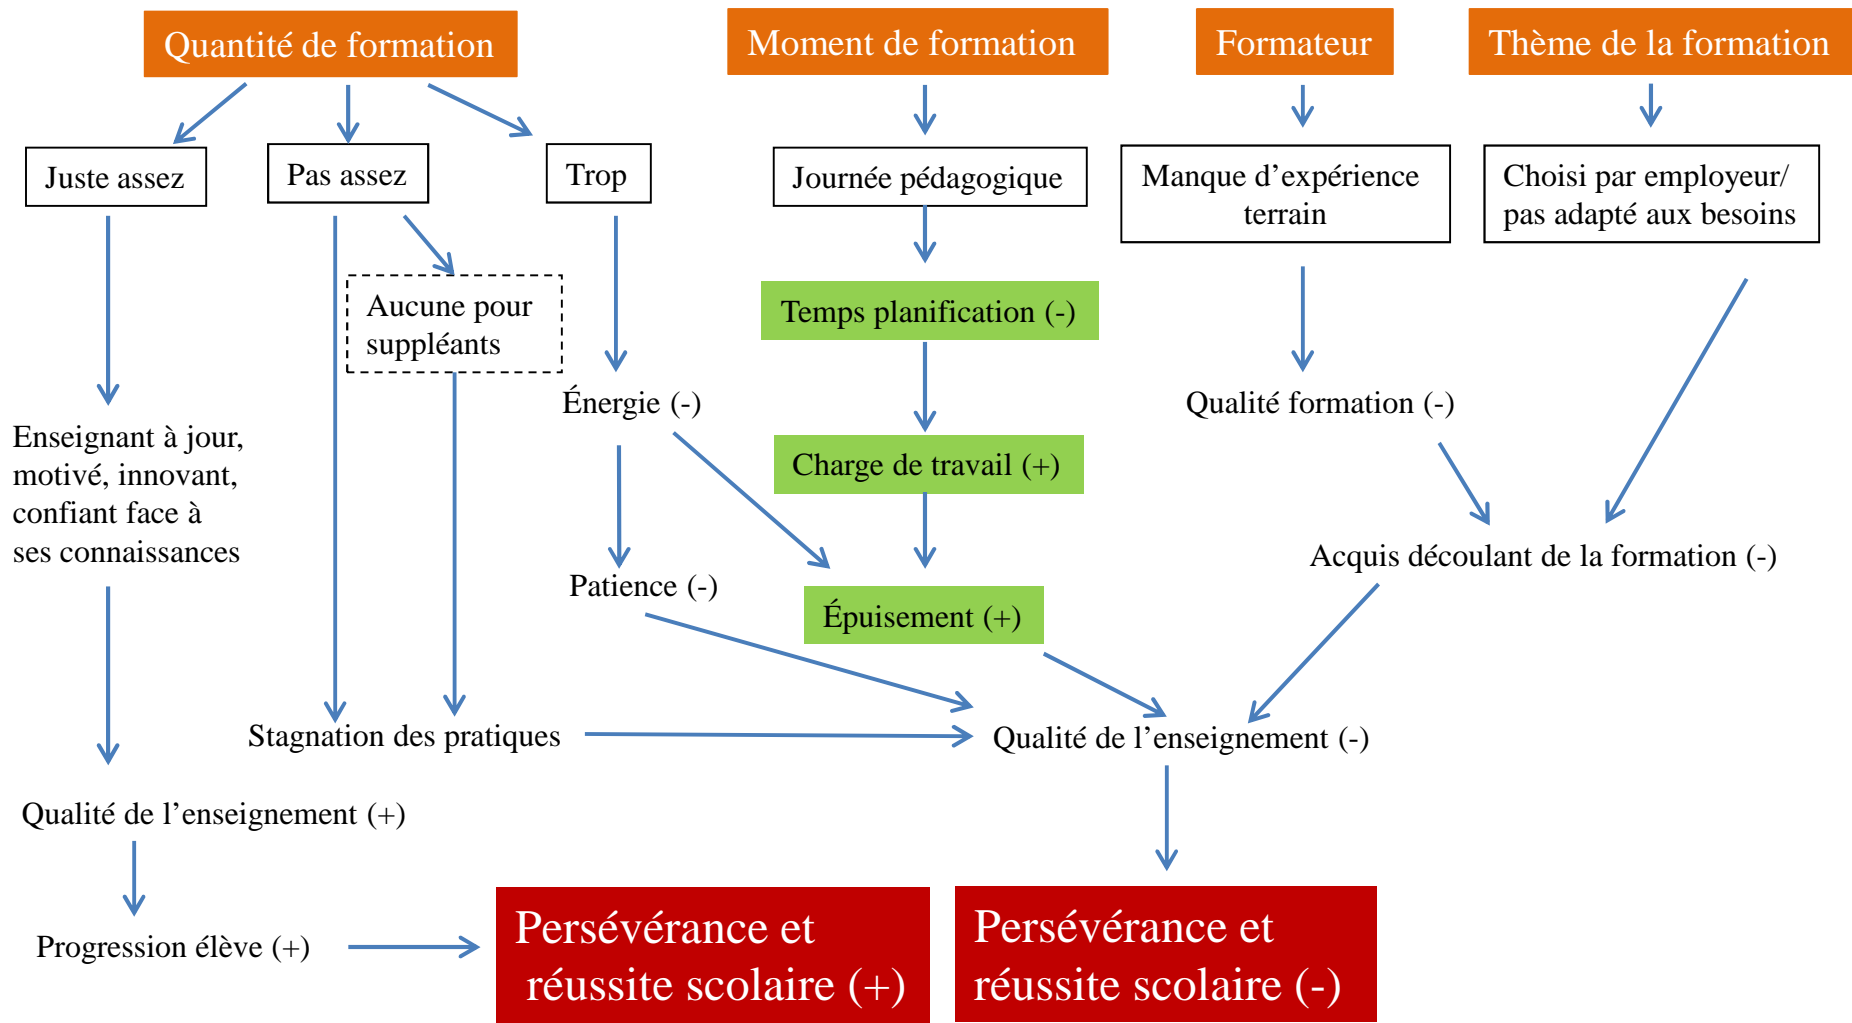 Quantité de formation
Moment de formation
Formateur
Thème de la formation
Juste assez
Pas assez
Trop
Journée pédagogique
Manque d’expérience
terrain
Choisi par employeur/
pas adapté aux besoins
Aucune pour
suppléants
Temps planification (-)
Énergie (-)
Qualité formation (-)
Enseignant à jour,
motivé, innovant,
confiant face à
ses connaissances
Charge de travail (+)
Acquis découlant de la formation (-)
Patience (-)
Épuisement (+)
Stagnation des pratiques
Qualité de l’enseignement (-)
Qualité de l’enseignement (+)
Progression élève (+)
Persévérance et
réussite scolaire (+)
Persévérance et
réussite scolaire (-)